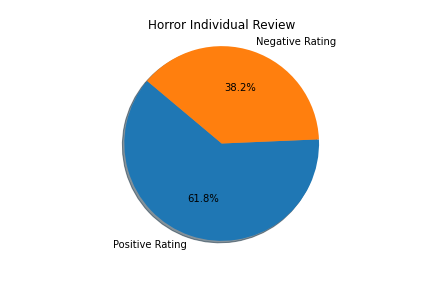 Horror Individual Review
Negative Rating
38.2%
61.8%
Positive Rating